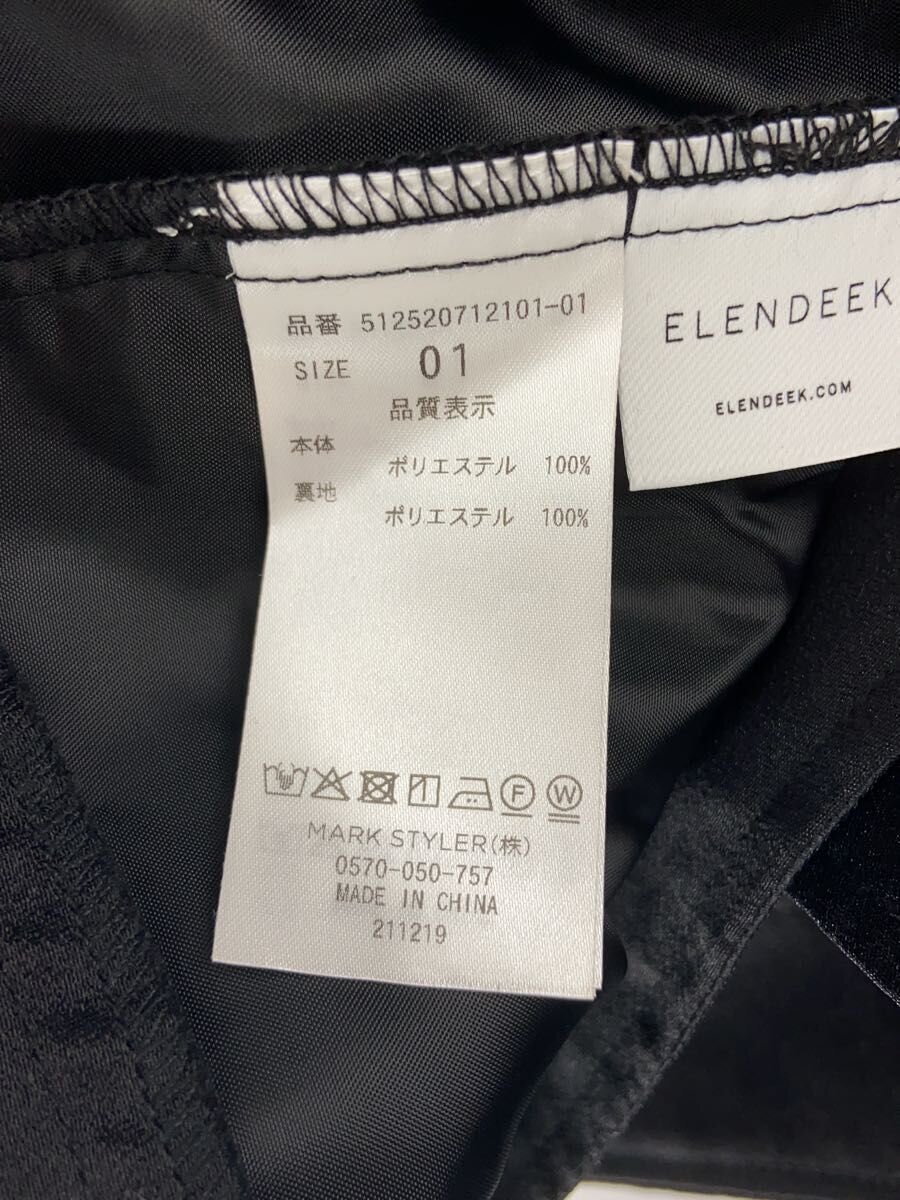 品番 512520712101-01
SIZE 01
品質表示
本体
ポリエステル 100%
裏地
ポリエステル 100%
F W
MARK STYLER(株)
0570-050-757
MADE IN CHINA
211219
ELENDEEK
ELENDEEK.COM